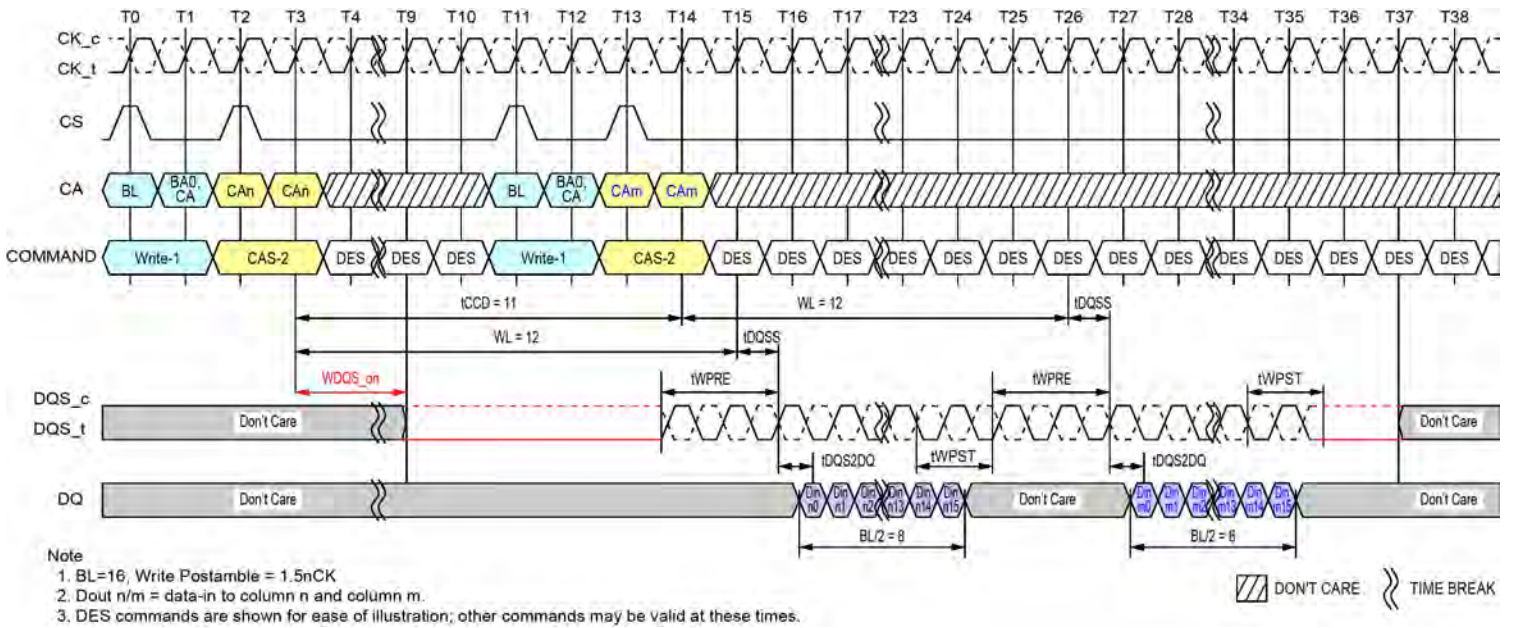 T0 T1 T2 T3 T4 T9 T10 T11 T12 T13 T14 T15 T16 T17 T23 T24 T25 T26 T27 T28 T34 T35 T36 T37 T38
CK_c
CK_t
CS
CA BL BA0, CA CAn CAn BL BA0, CA CAm CAm
COMMAND Write-1 CAS-2 DES DES DES Write-1 CAS-2 DES DES DES DES DES DES DES DES DES DES DES DES DES DES
tCCD = 11 WL = 12 tDQSS
WL = 12 tDQSS
WDQS_on tWPRE tWPRE tWPST
DQS_c
DQS_t Don't Care Don't Care
tDQS2DQ tWPST tDQS2DQ
DQ Don't Care Din n0 Din n1 Din n2 Din n13 Din n14 Din n15 Don't Care Din m0 Din m1 Din m2 Din m13 Din m14 Din m15 Don't Care
BL/2 = 8 BL/2 = 8
Note
1. BL=16, Write Postamble = 1.5nCK
2. Dout n/m = data-in to column n and column m.
3. DES commands are shown for ease of illustration; other commands may be valid at these times.
DON'T CARE TIME BREAK